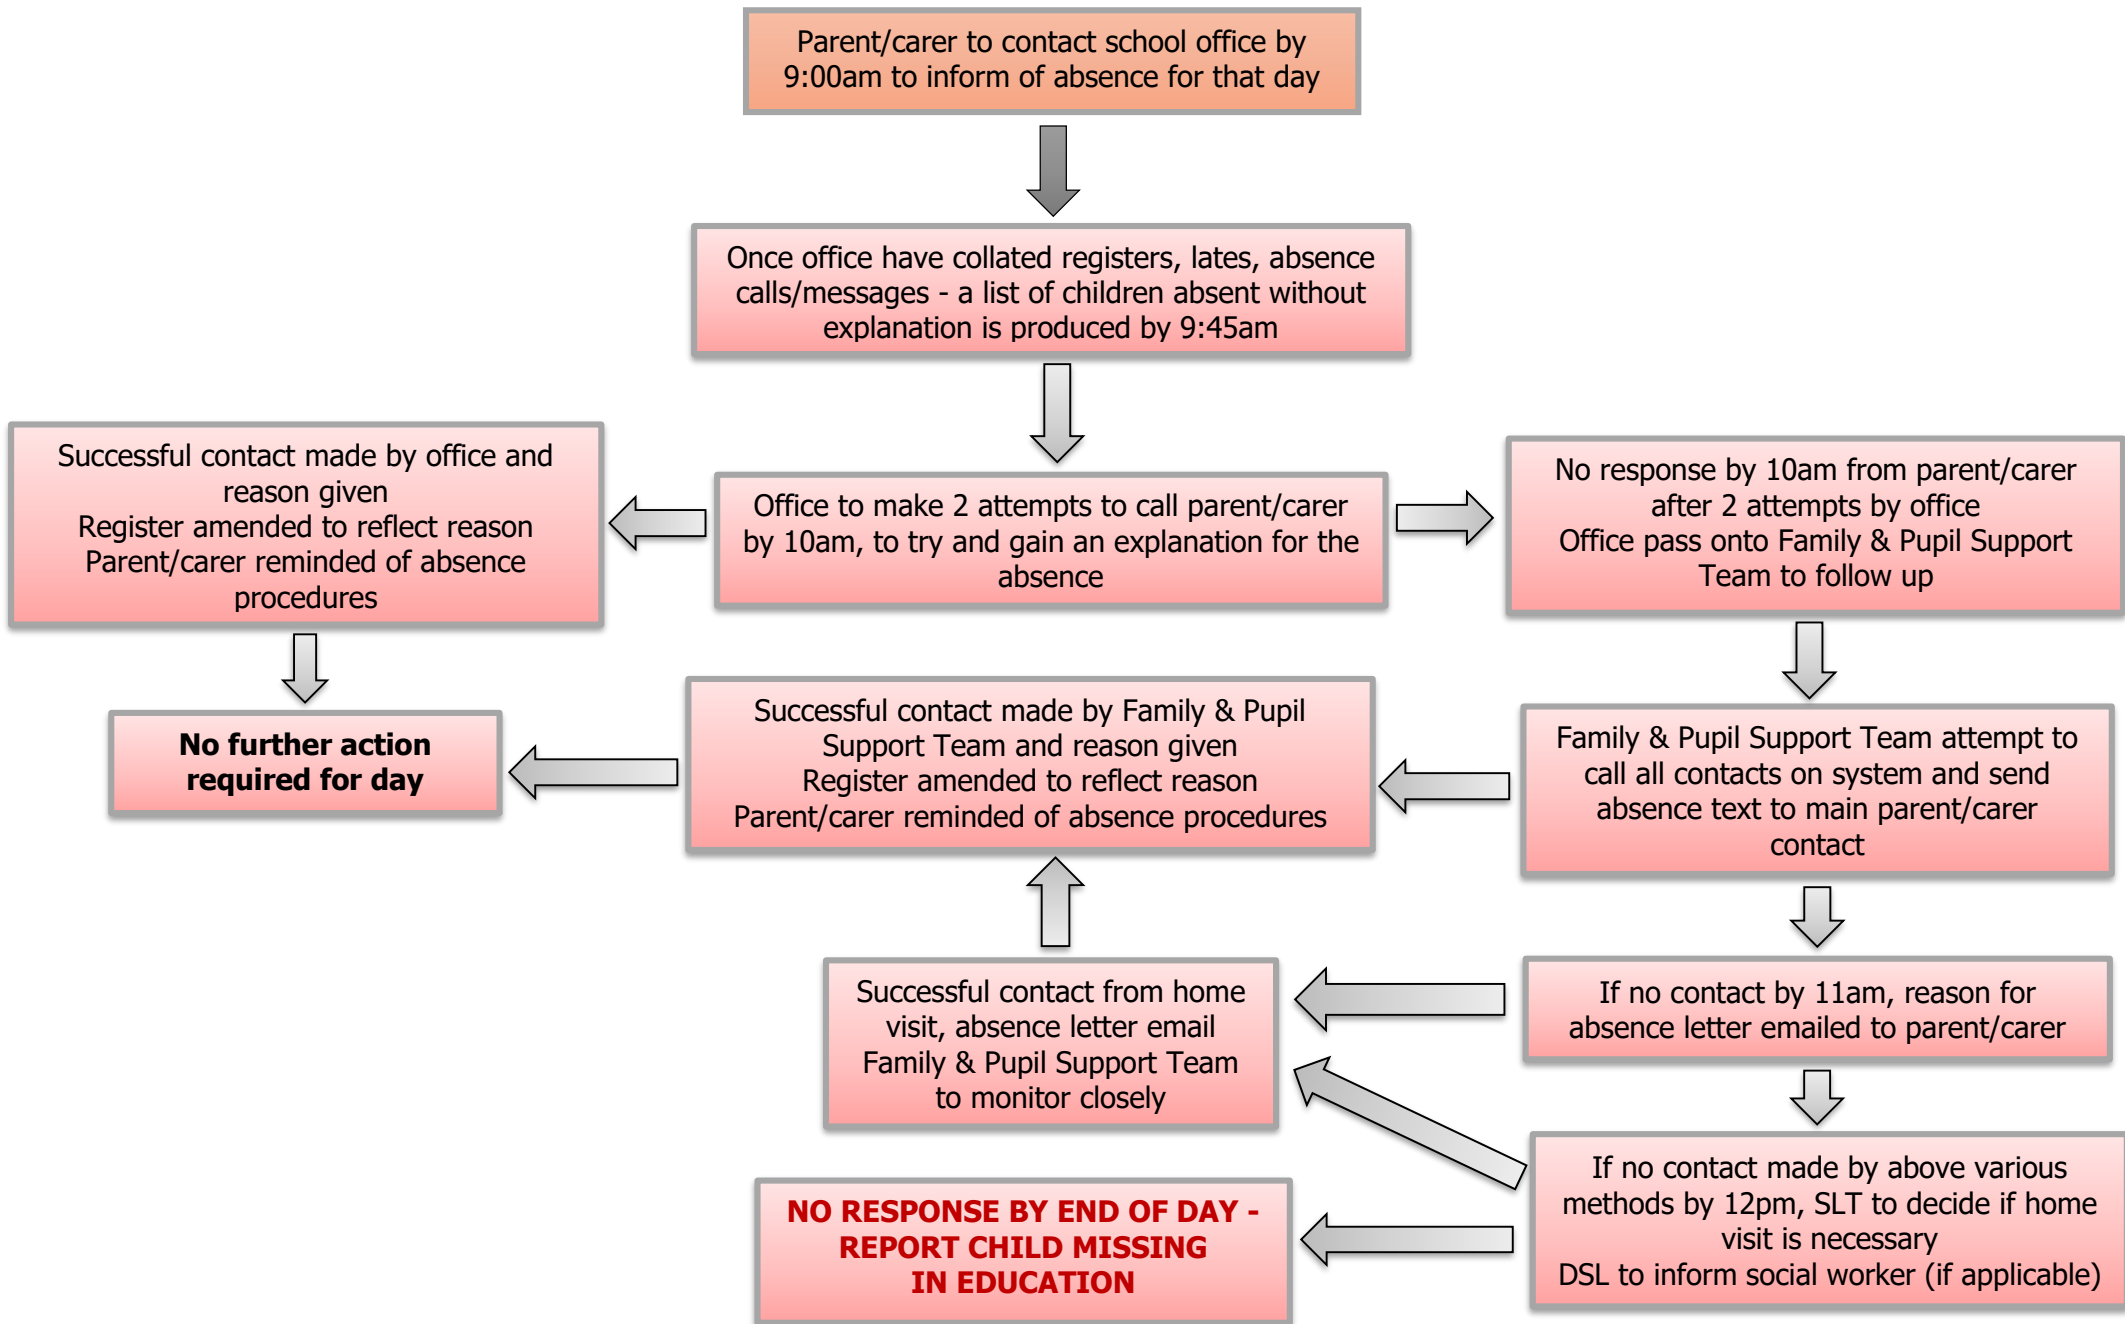 Parent/carer to contact school office by
9:00am to inform of absence for that day
Once office have collated registers, lates, absence
calls/messages - a list of children absent without
explanation is produced by 9:45am
Successful contact made by office and
reason given
Register amended to reflect reason
Parent/carer reminded of absence
procedures
Office to make 2 attempts to call parent/carer
by 10am, to try and gain an explanation for the
absence
No response by 10am from parent/carer
after 2 attempts by office
Office pass onto Family & Pupil Support
Team to follow up
No further action
required for day
Successful contact made by Family & Pupil
Support Team and reason given
Register amended to reflect reason
Parent/carer reminded of absence procedures
Family & Pupil Support Team attempt to
call all contacts on system and send
absence text to main parent/carer
contact
Successful contact from home
visit, absence letter email
Family & Pupil Support Team
to monitor closely
If no contact by 11am, reason for
absence letter emailed to parent/carer
NO RESPONSE BY END OF DAY -
REPORT CHILD MISSING
IN EDUCATION
If no contact made by above various
methods by 12pm, SLT to decide if home
visit is necessary
DSL to inform social worker (if applicable)